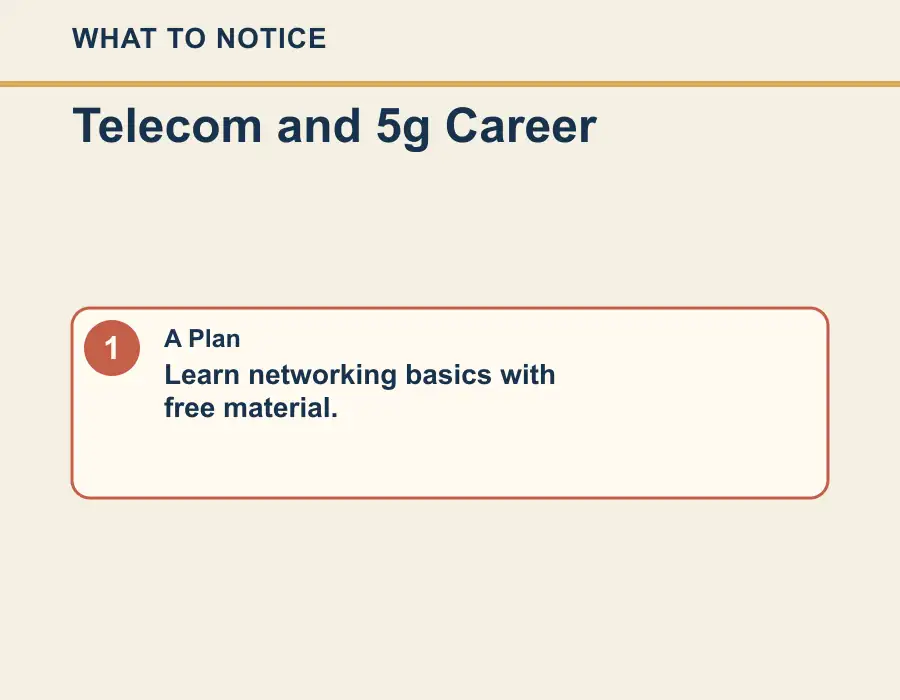 WHAT TO NOTICE
Telecom and 5g Career
1
A Plan
Learn networking basics with
free material.